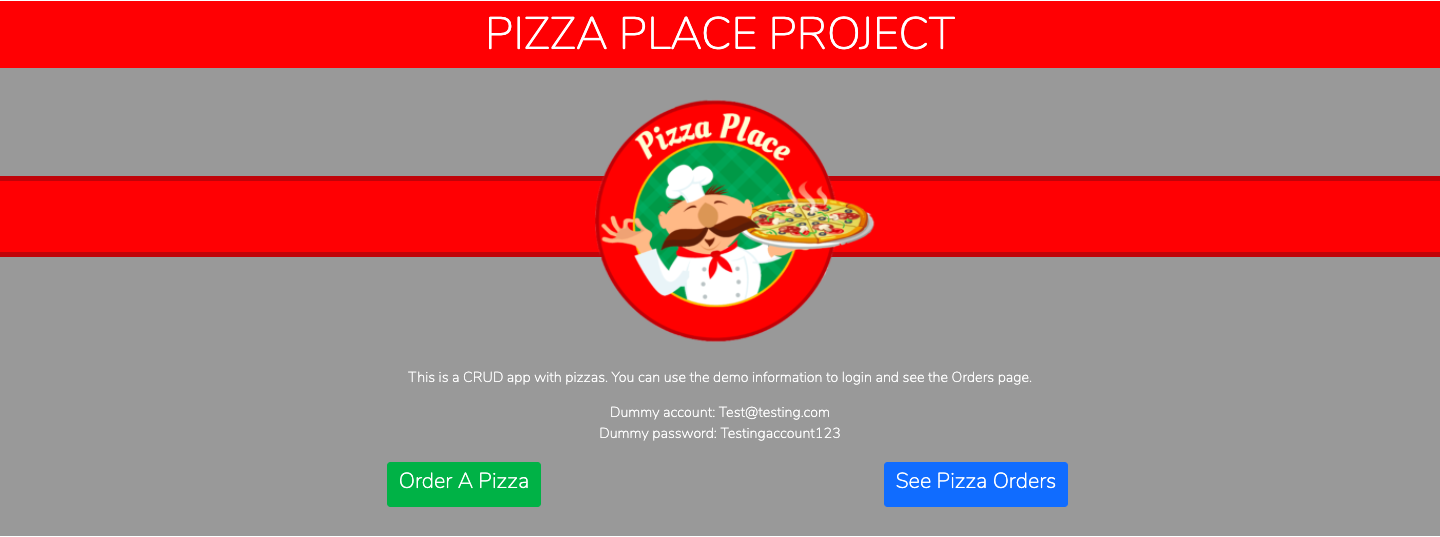 PIZZA PLACE PROJECT
Pizza Place
This is a CRUD app with pizzas. You can use the demo information to login and see the Orders page.
Dummy account: Test@testing.com
Dummy password: Testingaccount123
Order A Pizza
See Pizza Orders